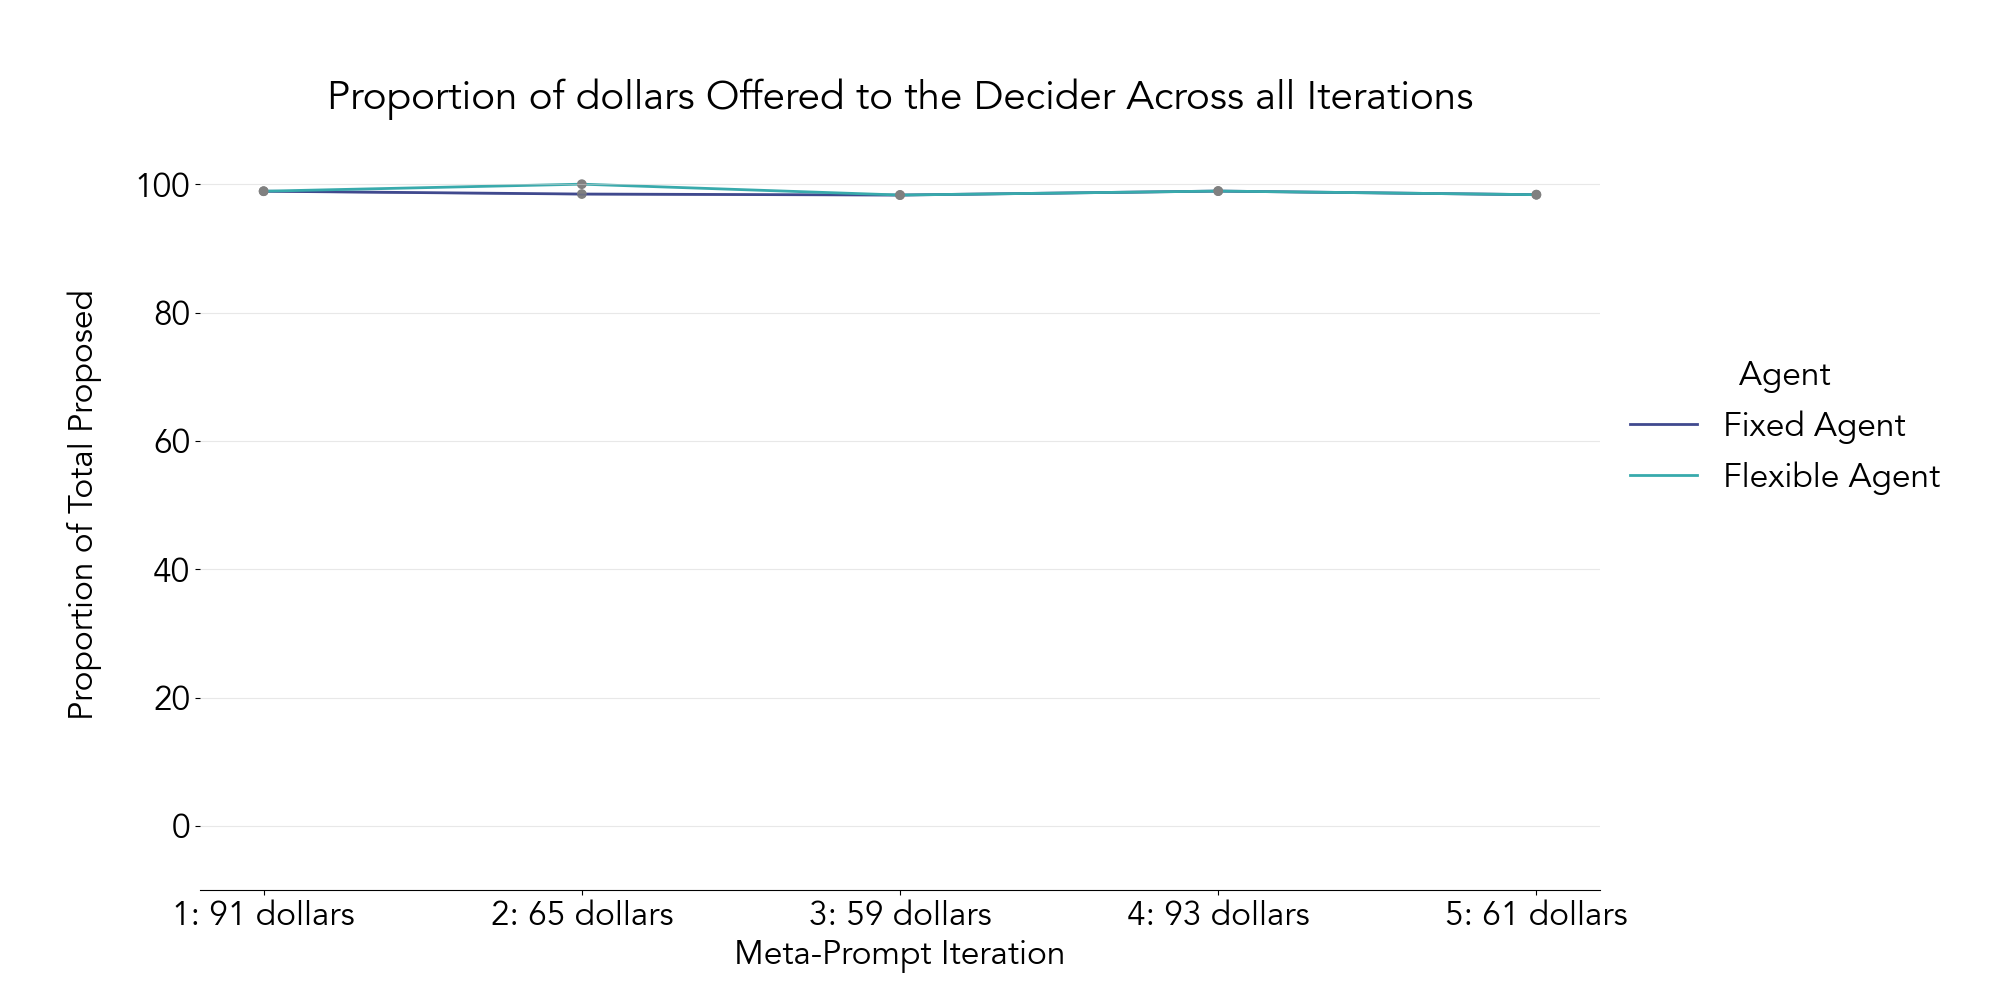 Proportion of dollars Offered to the Decider Across all Iterations
100
80
60
40
20
0
Proportion of Total Proposed
1: 91 dollars
2: 65 dollars
3: 59 dollars
4: 93 dollars
5: 61 dollars
Meta-Prompt Iteration
Agent
Fixed Agent
Flexible Agent